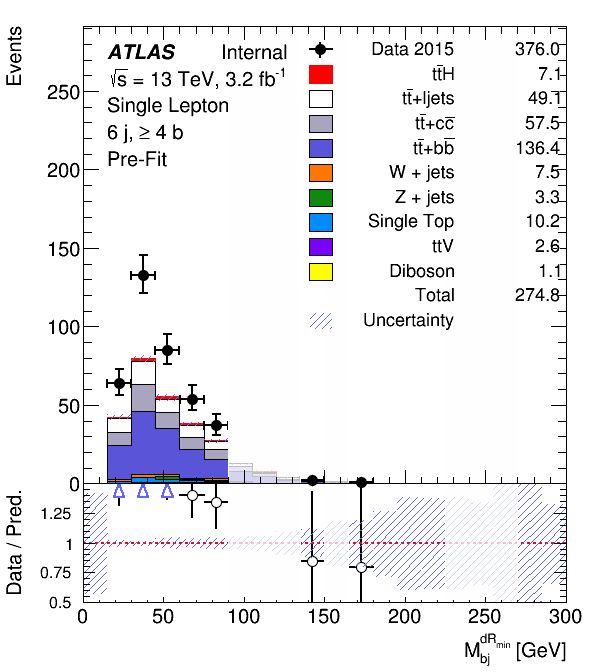 Events
ATLAS Internal
√s = 13 TeV, 3.2 fb⁻¹
Single Lepton
6 j, ≥ 4 b
Pre-Fit
Data 2015 376.0
tt̄H 7.1
tt̄+ljets 49.1
tt̄+cc̄ 57.5
tt̄+bb̄ 136.4
W + jets 7.5
Z + jets 3.3
Single Top 10.2
ttV 2.6
Diboson 1.1
Total 274.8
Uncertainty
250
200
150
100
50
0
Data / Pred.
1.25
1
0.75
0.5
0 50 100 150 200 250 300
M_bj^dR_min [GeV]